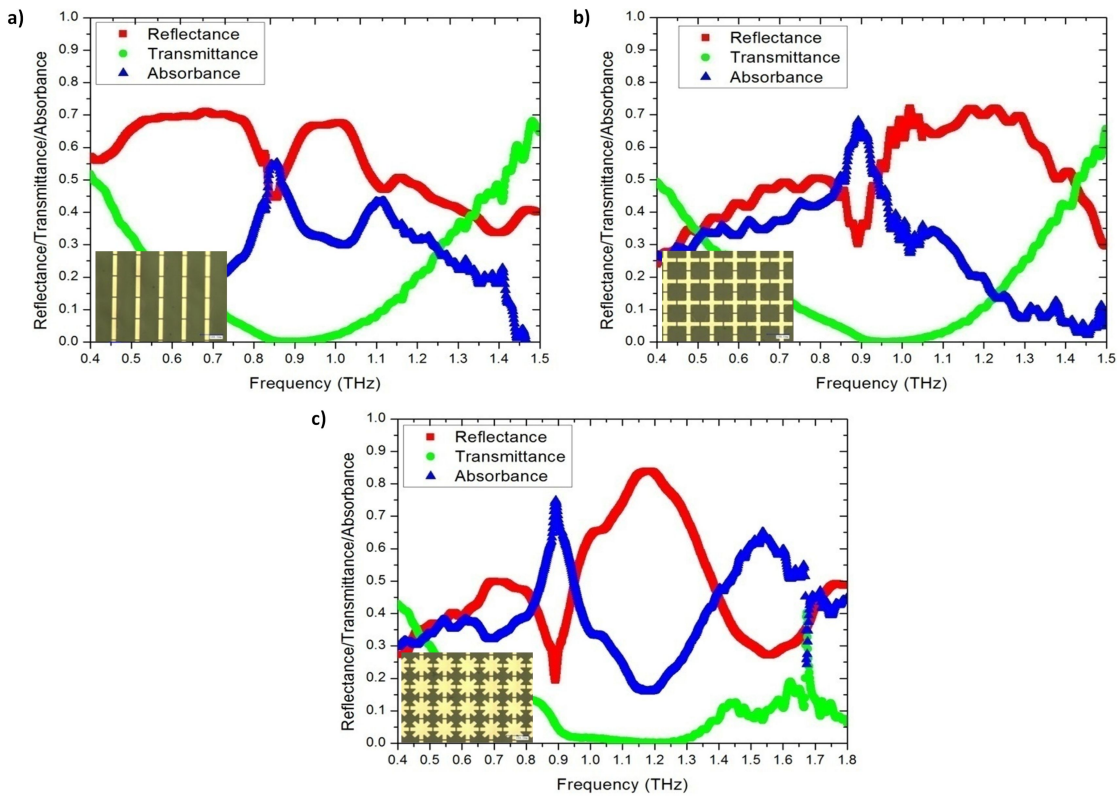 a)
Reflectance/Transmittance/Absorbance
1.0
0.9
0.8
0.7
0.6
0.5
0.4
0.3
0.2
0.1
0.0
Reflectance
Transmittance
Absorbance
0.4 0.5 0.6 0.7 0.8 0.9 1.0 1.1 1.2 1.3 1.4 1.5
Frequency (THz)
b)
Reflectance/Transmittance/Absorbance
1.0
0.9
0.8
0.7
0.6
0.5
0.4
0.3
0.2
0.1
0.0
Reflectance
Transmittance
Absorbance
0.4 0.5 0.6 0.7 0.8 0.9 1.0 1.1 1.2 1.3 1.4 1.5
Frequency (THz)
c)
Reflectance/Transmittance/Absorbance
1.0
0.9
0.8
0.7
0.6
0.5
0.4
0.3
0.2
0.1
0.0
Reflectance
Transmittance
Absorbance
0.4 0.5 0.6 0.7 0.8 0.9 1.0 1.1 1.2 1.3 1.4 1.5 1.6 1.7 1.8
Frequency (THz)